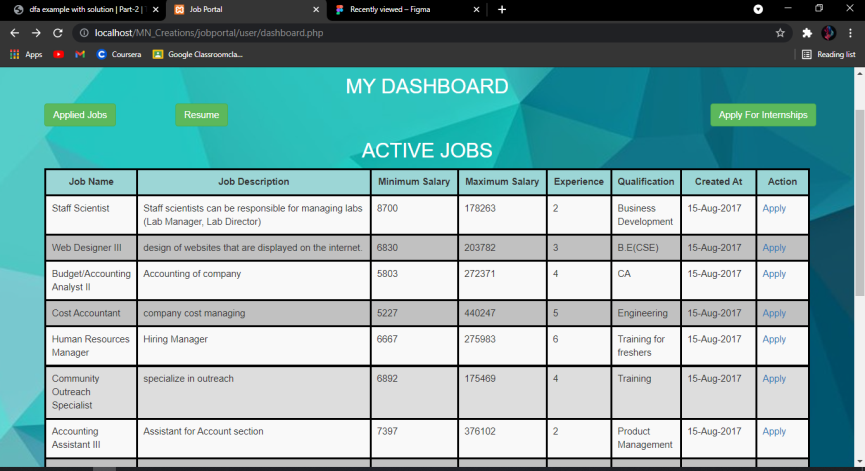 dfa example with solution | Part-2 |
Job Portal
Recently viewed – Figma
localhost/MN_Creations/jobportal/user/dashboard.php
Apps
Coursera
Google Classroomcla...
Reading list
MY DASHBOARD
Applied Jobs
Resume
Apply For Internships
ACTIVE JOBS
Job Name Job Description Minimum Salary Maximum Salary Experience Qualification Created At Action
Staff Scientist Staff scientists can be responsible for managing labs 8700 178263 2 Business 15-Aug-2017 Apply
(Lab Manager, Lab Director) Development
Web Designer III design of websites that are displayed on the internet. 6830 203782 3 B.E(CSE) 15-Aug-2017 Apply
Budget/Accounting Accounting of company 5803 272371 4 CA 15-Aug-2017 Apply
Analyst II
Cost Accountant company cost managing 5227 440247 5 Engineering 15-Aug-2017 Apply
Human Resources Hiring Manager 6667 275983 6 Training for 15-Aug-2017 Apply
Manager freshers
Community specialize in outreach 6892 175469 4 Training 15-Aug-2017 Apply
Outreach
Specialist
Accounting Assistant for Account section 7397 376102 2 Product 15-Aug-2017 Apply
Assistant III Management